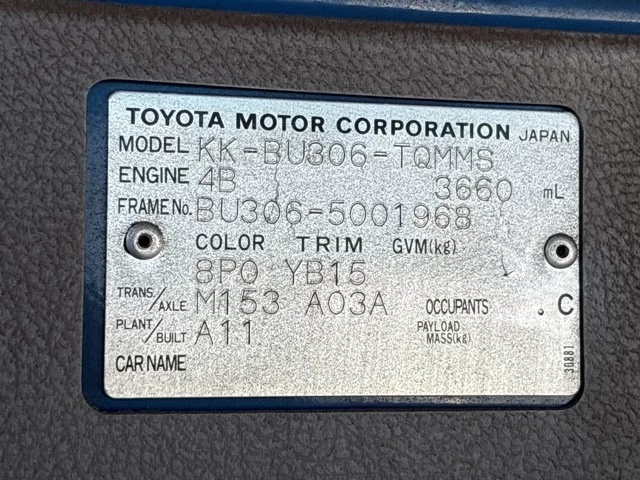 TOYOTA MOTOR CORPORATION JAPAN
MODEL KK-BU306-TQMMS
ENGINE 4B 3660 mL
FRAME No. BU306-5001968
COLOR TRIM GVM(kg)
8P0 YB15
TRANS/AXLE M153 A03A OCCUPANTS . C
PLANT/BUILT A11 PAYLOAD MASS(kg)
CAR NAME
30881